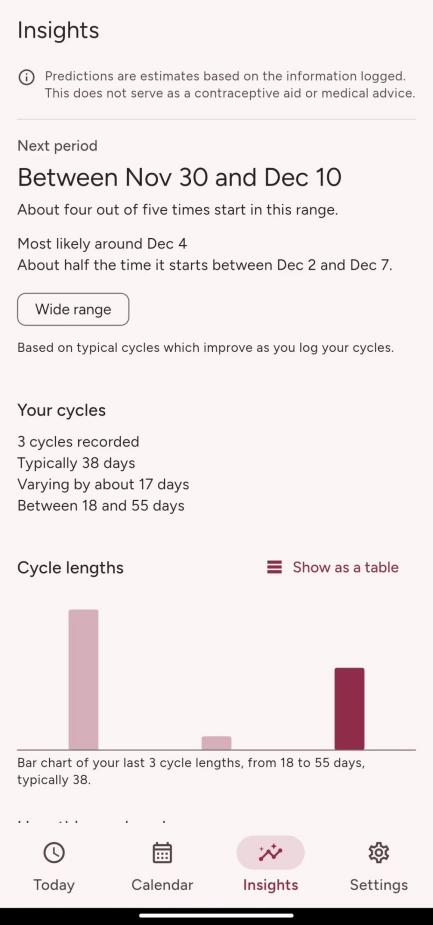 Insights
Predictions are estimates based on the information logged.
This does not serve as a contraceptive aid or medical advice.
Next period
Between Nov 30 and Dec 10
About four out of five times start in this range.
Most likely around Dec 4
About half the time it starts between Dec 2 and Dec 7.
Wide range
Based on typical cycles which improve as you log your cycles.
Your cycles
3 cycles recorded
Typically 38 days
Varying by about 17 days
Between 18 and 55 days
Cycle lengths
Show as a table
Bar chart of your last 3 cycle lengths, from 18 to 55 days,
typically 38.
Today
Calendar
Insights
Settings